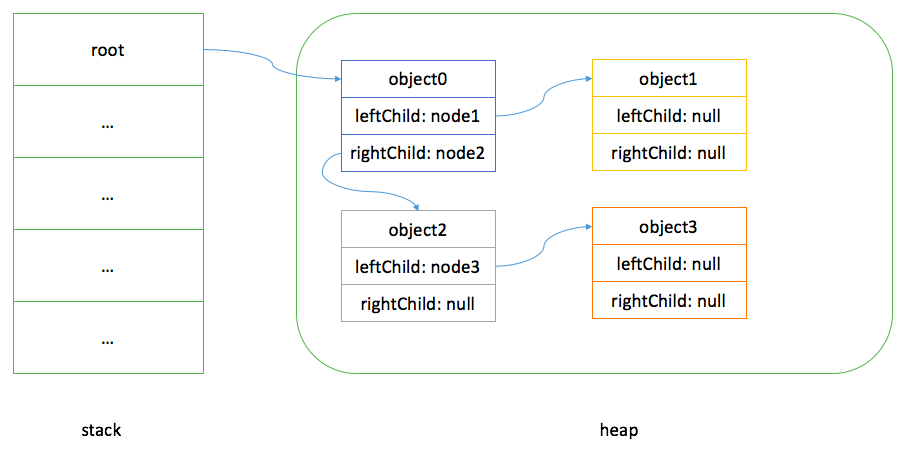 root
...
...
...
...
stack
object0
leftChild: node1
rightChild: node2
object1
leftChild: null
rightChild: null
object2
leftChild: node3
rightChild: null
object3
leftChild: null
rightChild: null
heap